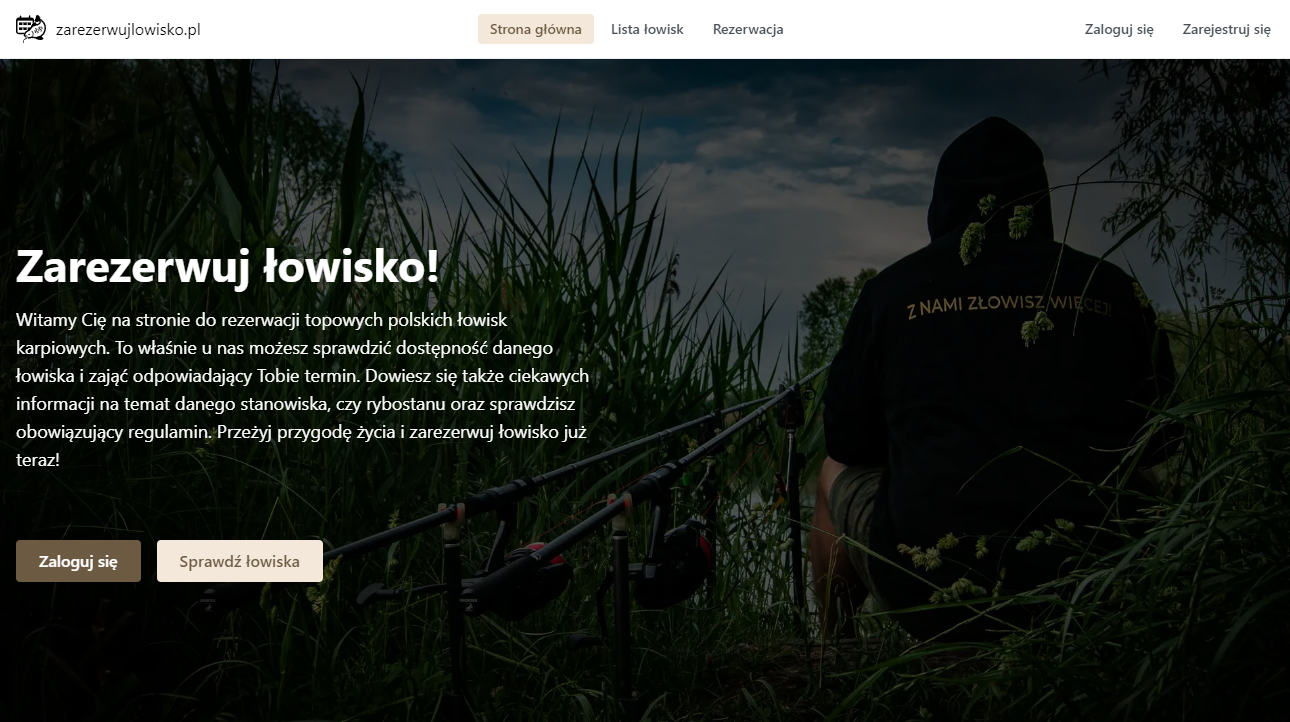 zarezerwujlowisko.pl
Strona główna
Lista łowisk
Rezerwacja
Zaloguj się
Zarejestruj się
Z NAMI ZŁOWISZ WIĘCEJ!
Zarezerwuj łowisko!
Witamy Cię na stronie do rezerwacji topowych polskich łowisk
karpiowych. To właśnie u nas możesz sprawdzić dostępność danego
łowiska i zająć odpowiadający Tobie termin. Dowiesz się także ciekawych
informacji na temat danego stanowiska, czy rybostanu oraz sprawdzisz
obowiązujący regulamin. Przeżyj przygodę życia i zarezerwuj łowisko już
teraz!
Zaloguj się
Sprawdź łowiska